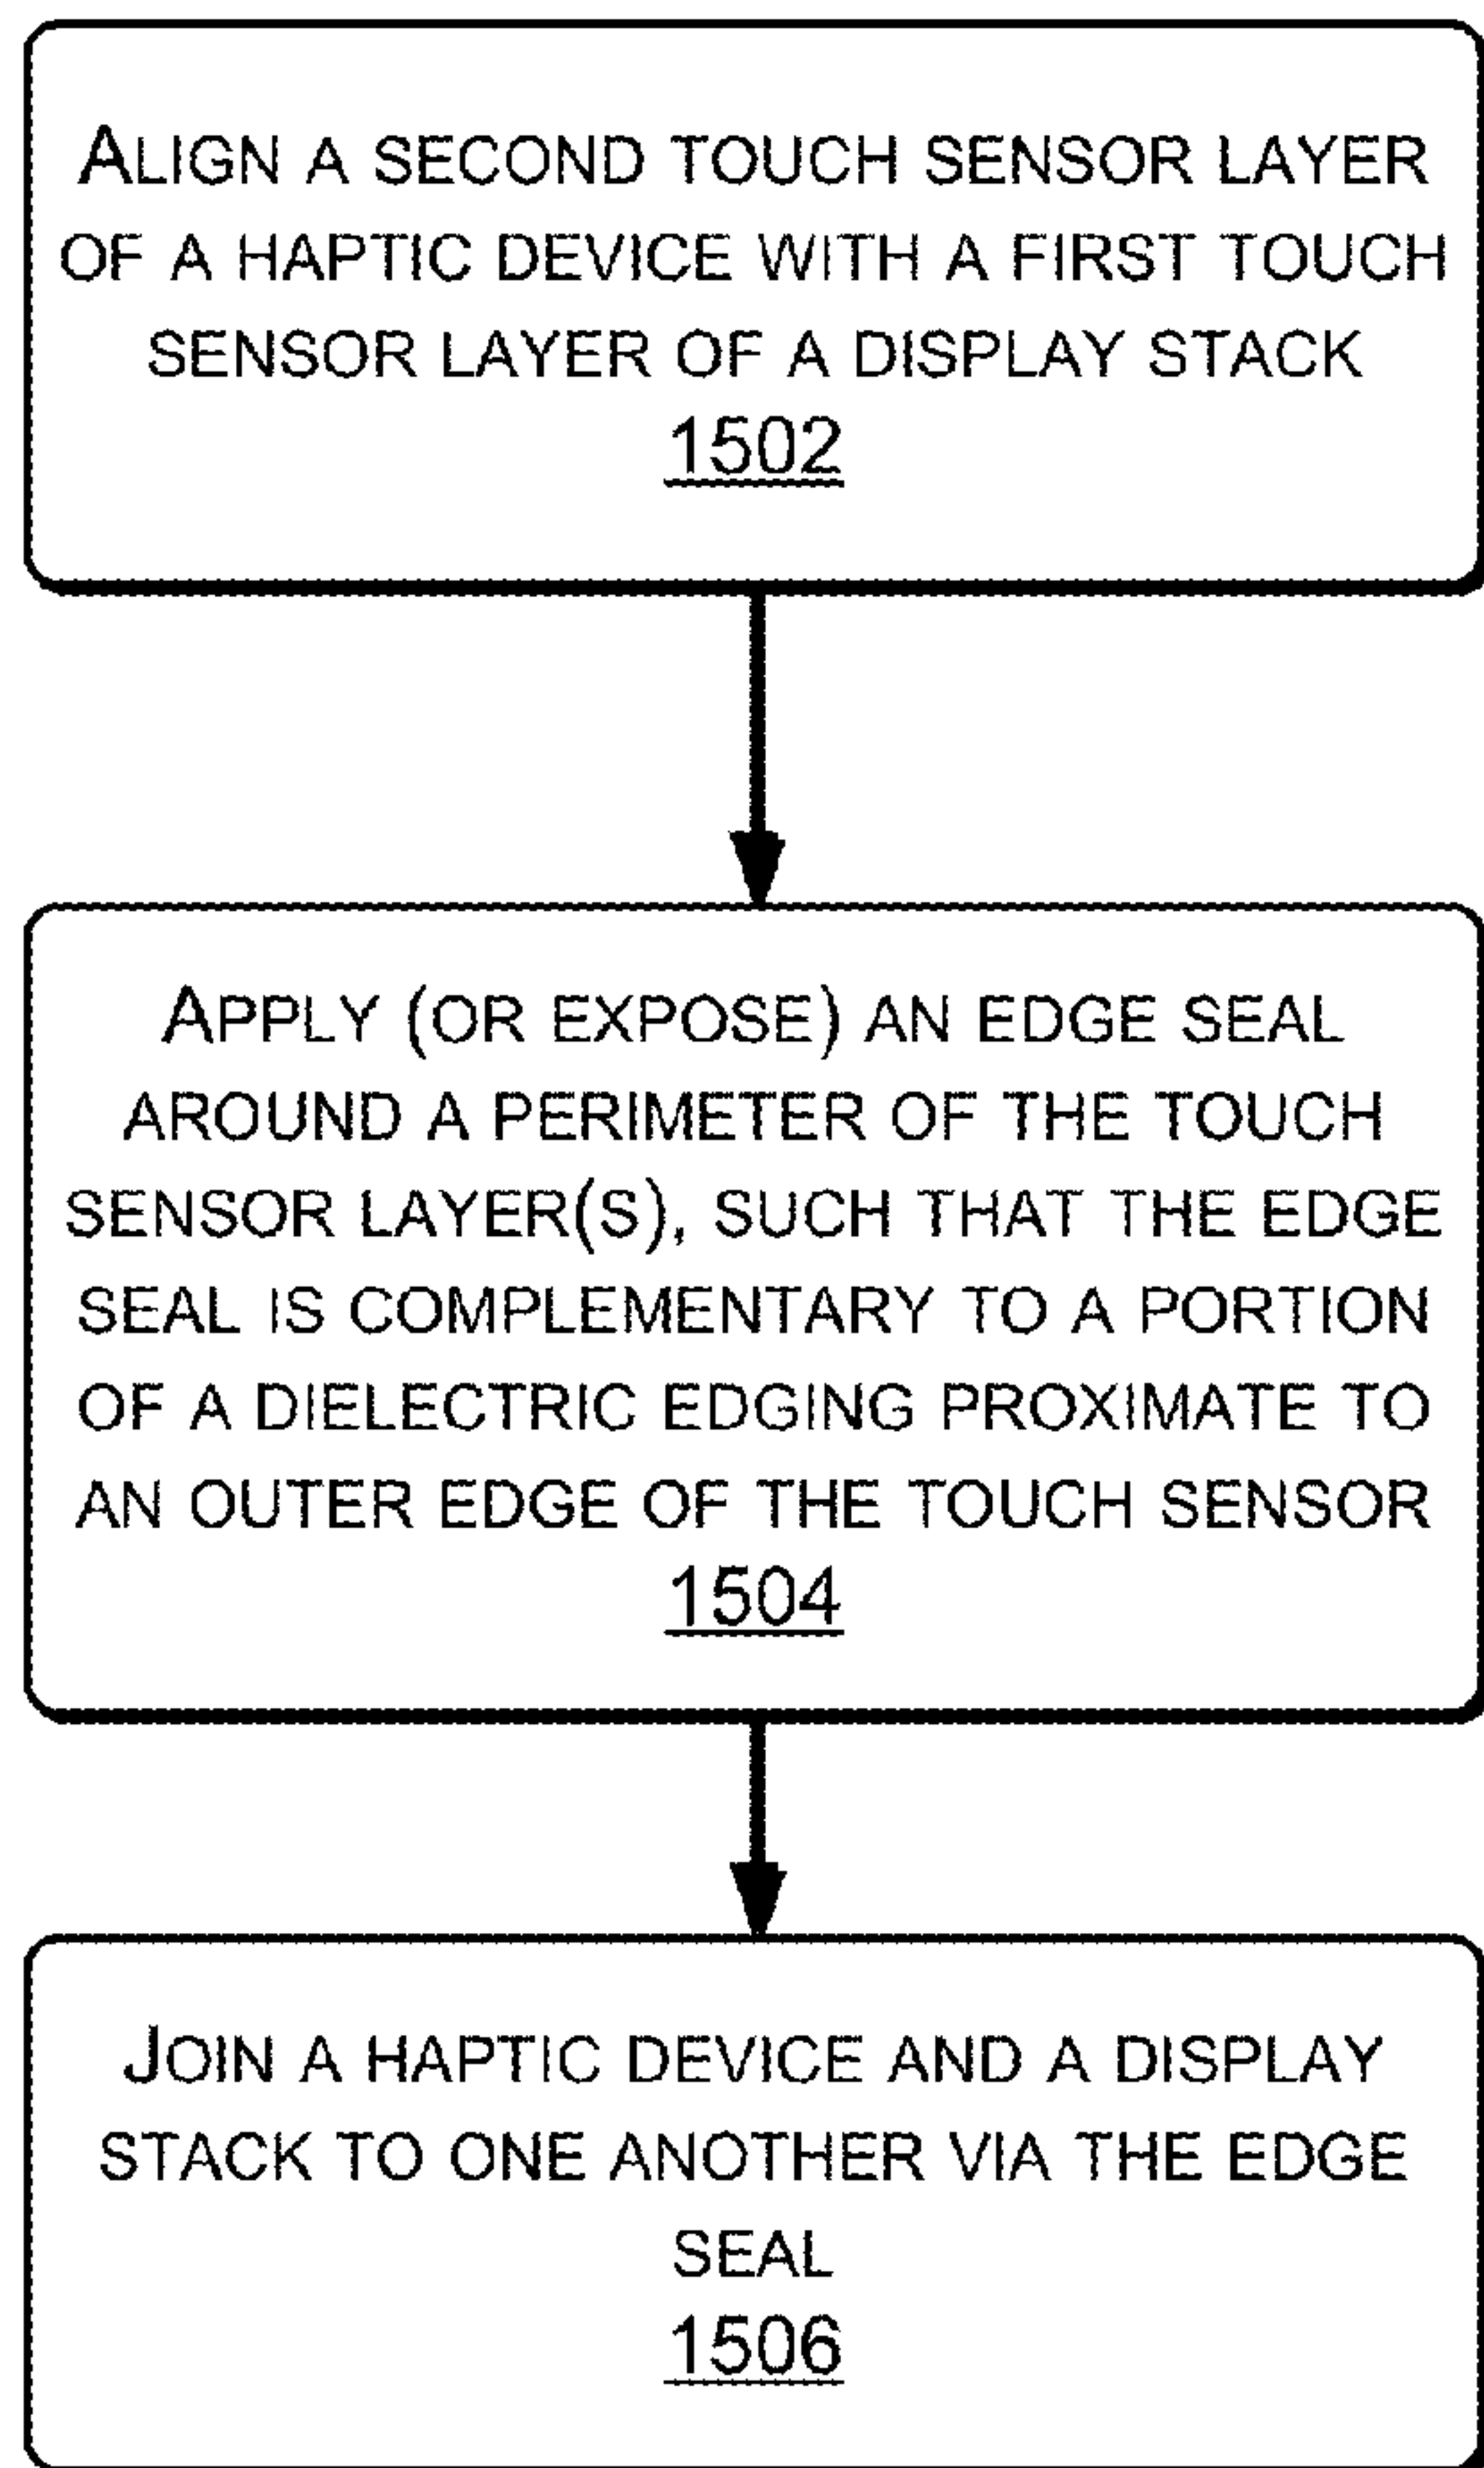 ALIGN A SECOND TOUCH SENSOR LAYER
OF A HAPTIC DEVICE WITH A FIRST TOUCH
SENSOR LAYER OF A DISPLAY STACK
1502
APPLY (OR EXPOSE) AN EDGE SEAL
AROUND A PERIMETER OF THE TOUCH
SENSOR LAYER(S), SUCH THAT THE EDGE
SEAL IS COMPLEMENTARY TO A PORTION
OF A DIELECTRIC EDGING PROXIMATE TO
AN OUTER EDGE OF THE TOUCH SENSOR
1504
JOIN A HAPTIC DEVICE AND A DISPLAY
STACK TO ONE ANOTHER VIA THE EDGE
SEAL
1506